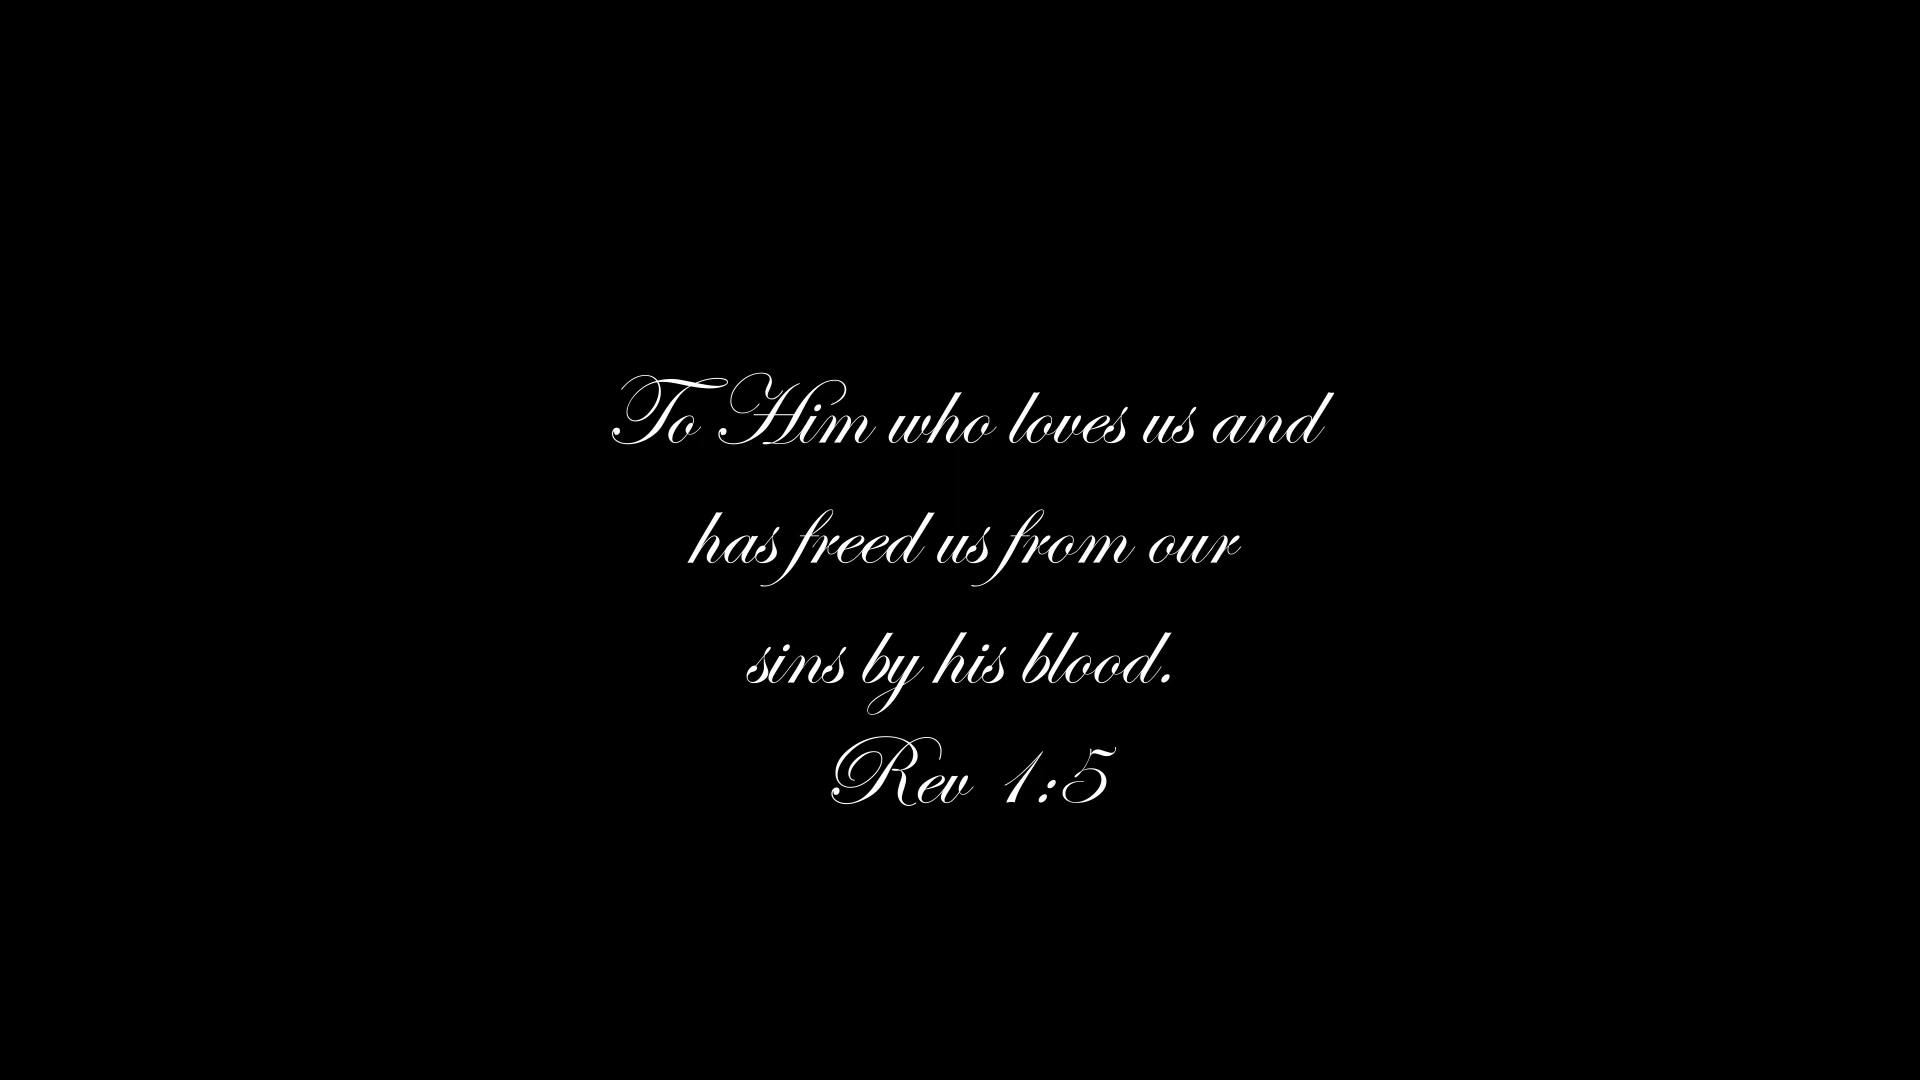 To Him who loves us and
has freed us from our
sins by his blood.
Rev 1:5